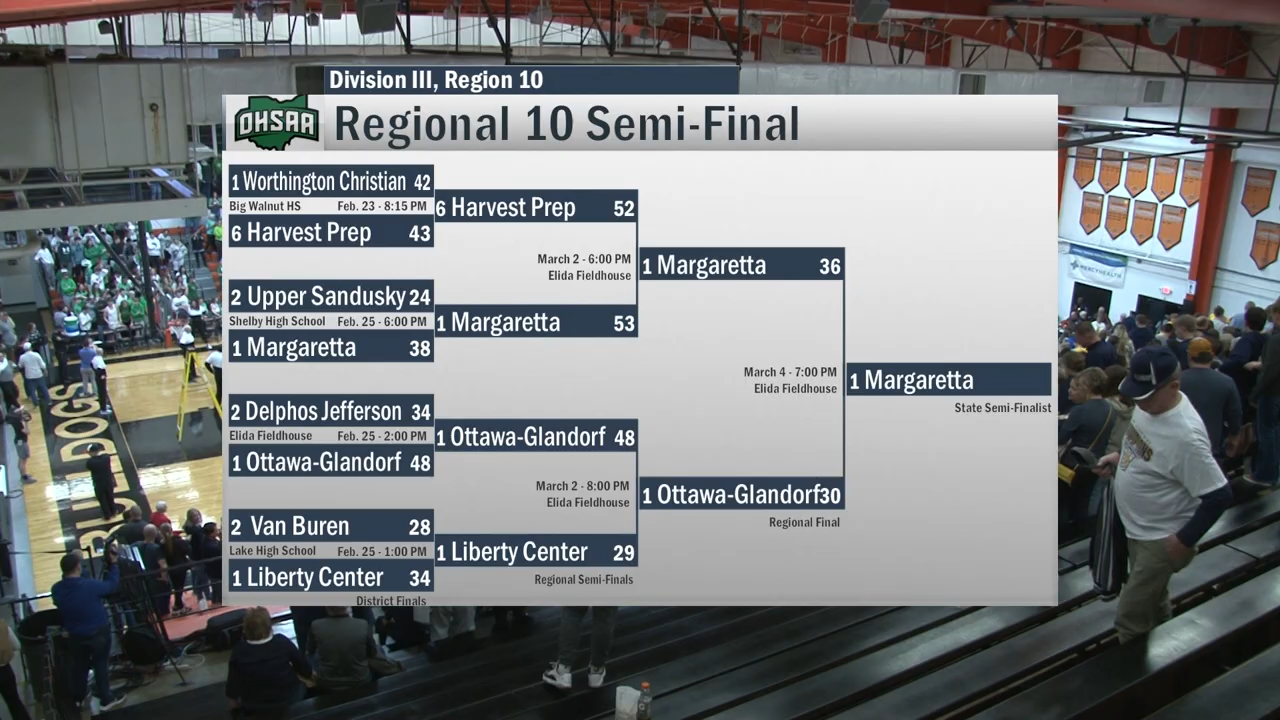 Division III, Region 10
OHSAA
Regional 10 Semi-Final
1 Worthington Christian 42
Big Walnut HS Feb. 23 - 8:15 PM
6 Harvest Prep 43
2 Upper Sandusky 24
Shelby High School Feb. 25 - 6:00 PM
1 Margaretta 38
2 Delphos Jefferson 34
Elida Fieldhouse Feb. 25 - 2:00 PM
1 Ottawa-Glandorf 48
2 Van Buren 28
Lake High School Feb. 25 - 1:00 PM
1 Liberty Center 34
District Finals
6 Harvest Prep 52
March 2 - 6:00 PM
Elida Fieldhouse
1 Margaretta 53
1 Ottawa-Glandorf 48
March 2 - 8:00 PM
Elida Fieldhouse
1 Liberty Center 29
Regional Semi-Finals
1 Margaretta 36
March 4 - 7:00 PM
Elida Fieldhouse
1 Ottawa-Glandorf 30
Regional Final
1 Margaretta
State Semi-Finalist
BULLDOGS
MERCY HEALTH